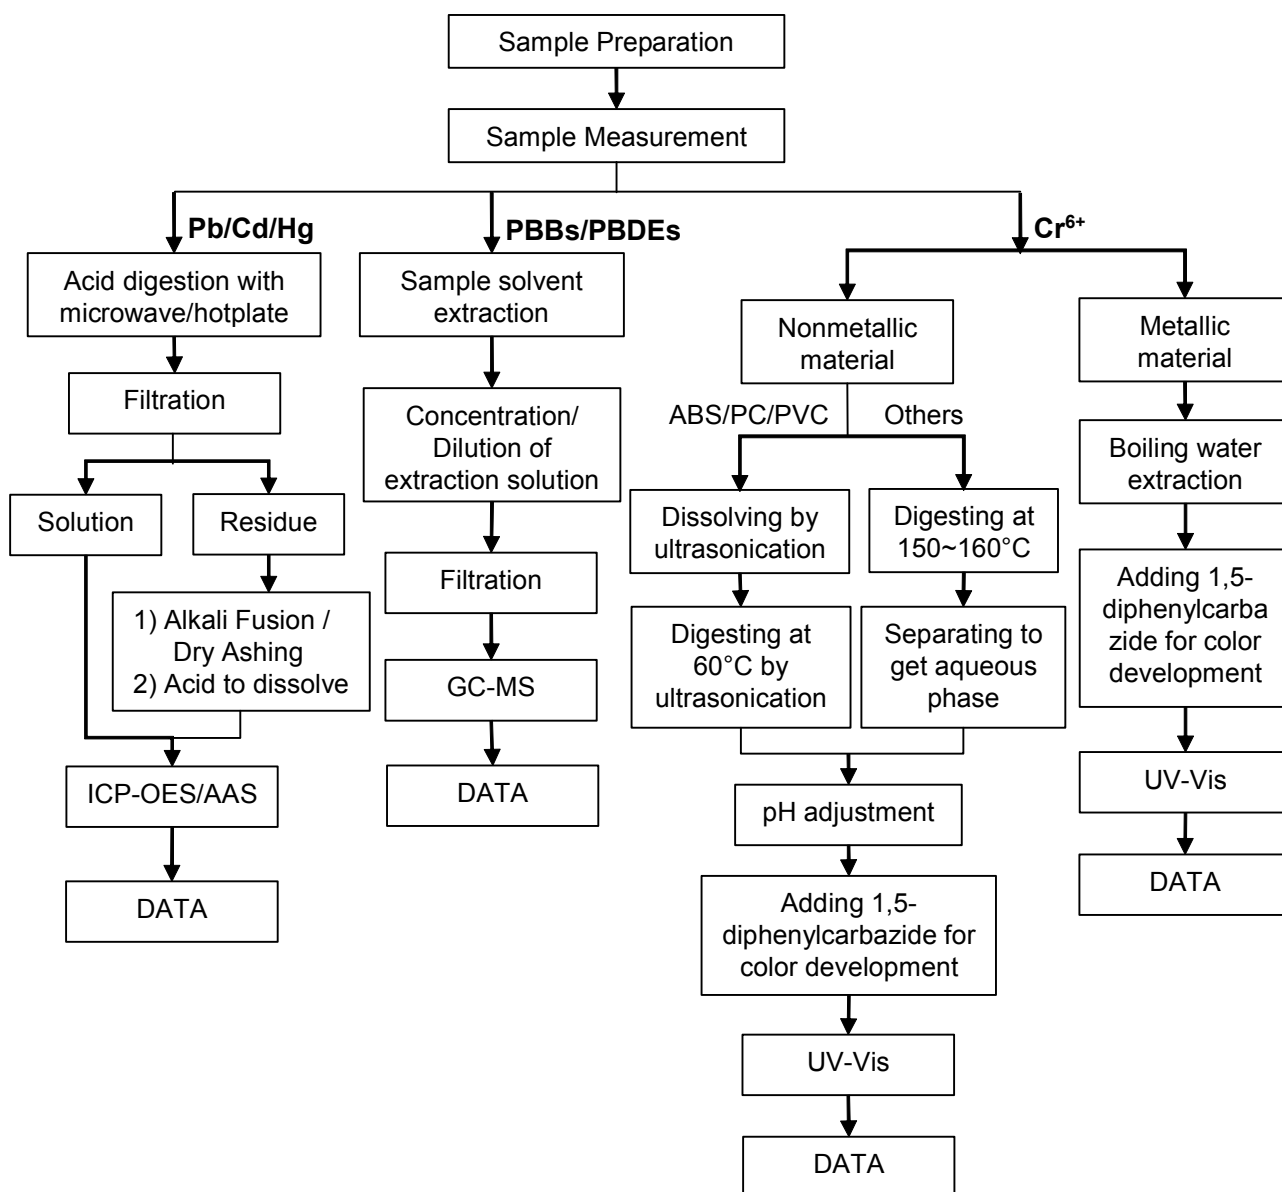 Sample Preparation
Sample Measurement
Pb/Cd/Hg
Acid digestion with
microwave/hotplate
Filtration
Solution
Residue
1) Alkali Fusion /
Dry Ashing
2) Acid to dissolve
ICP-OES/AAS
DATA
PBBs/PBDEs
Sample solvent
extraction
Concentration/
Dilution of
extraction solution
Filtration
GC-MS
DATA
Cr⁶⁺
Nonmetallic
material
ABS/PC/PVC
Others
Dissolving by
ultrasonication
Digesting at
60°C by
ultrasonication
Digesting at
150~160°C
Separating to
get aqueous
phase
pH adjustment
Adding 1,5-
diphenylcarbazide for
color development
UV-Vis
DATA
Metallic
material
Boiling water
extraction
Adding 1,5-
diphenylcarba
zide for color
development
UV-Vis
DATA